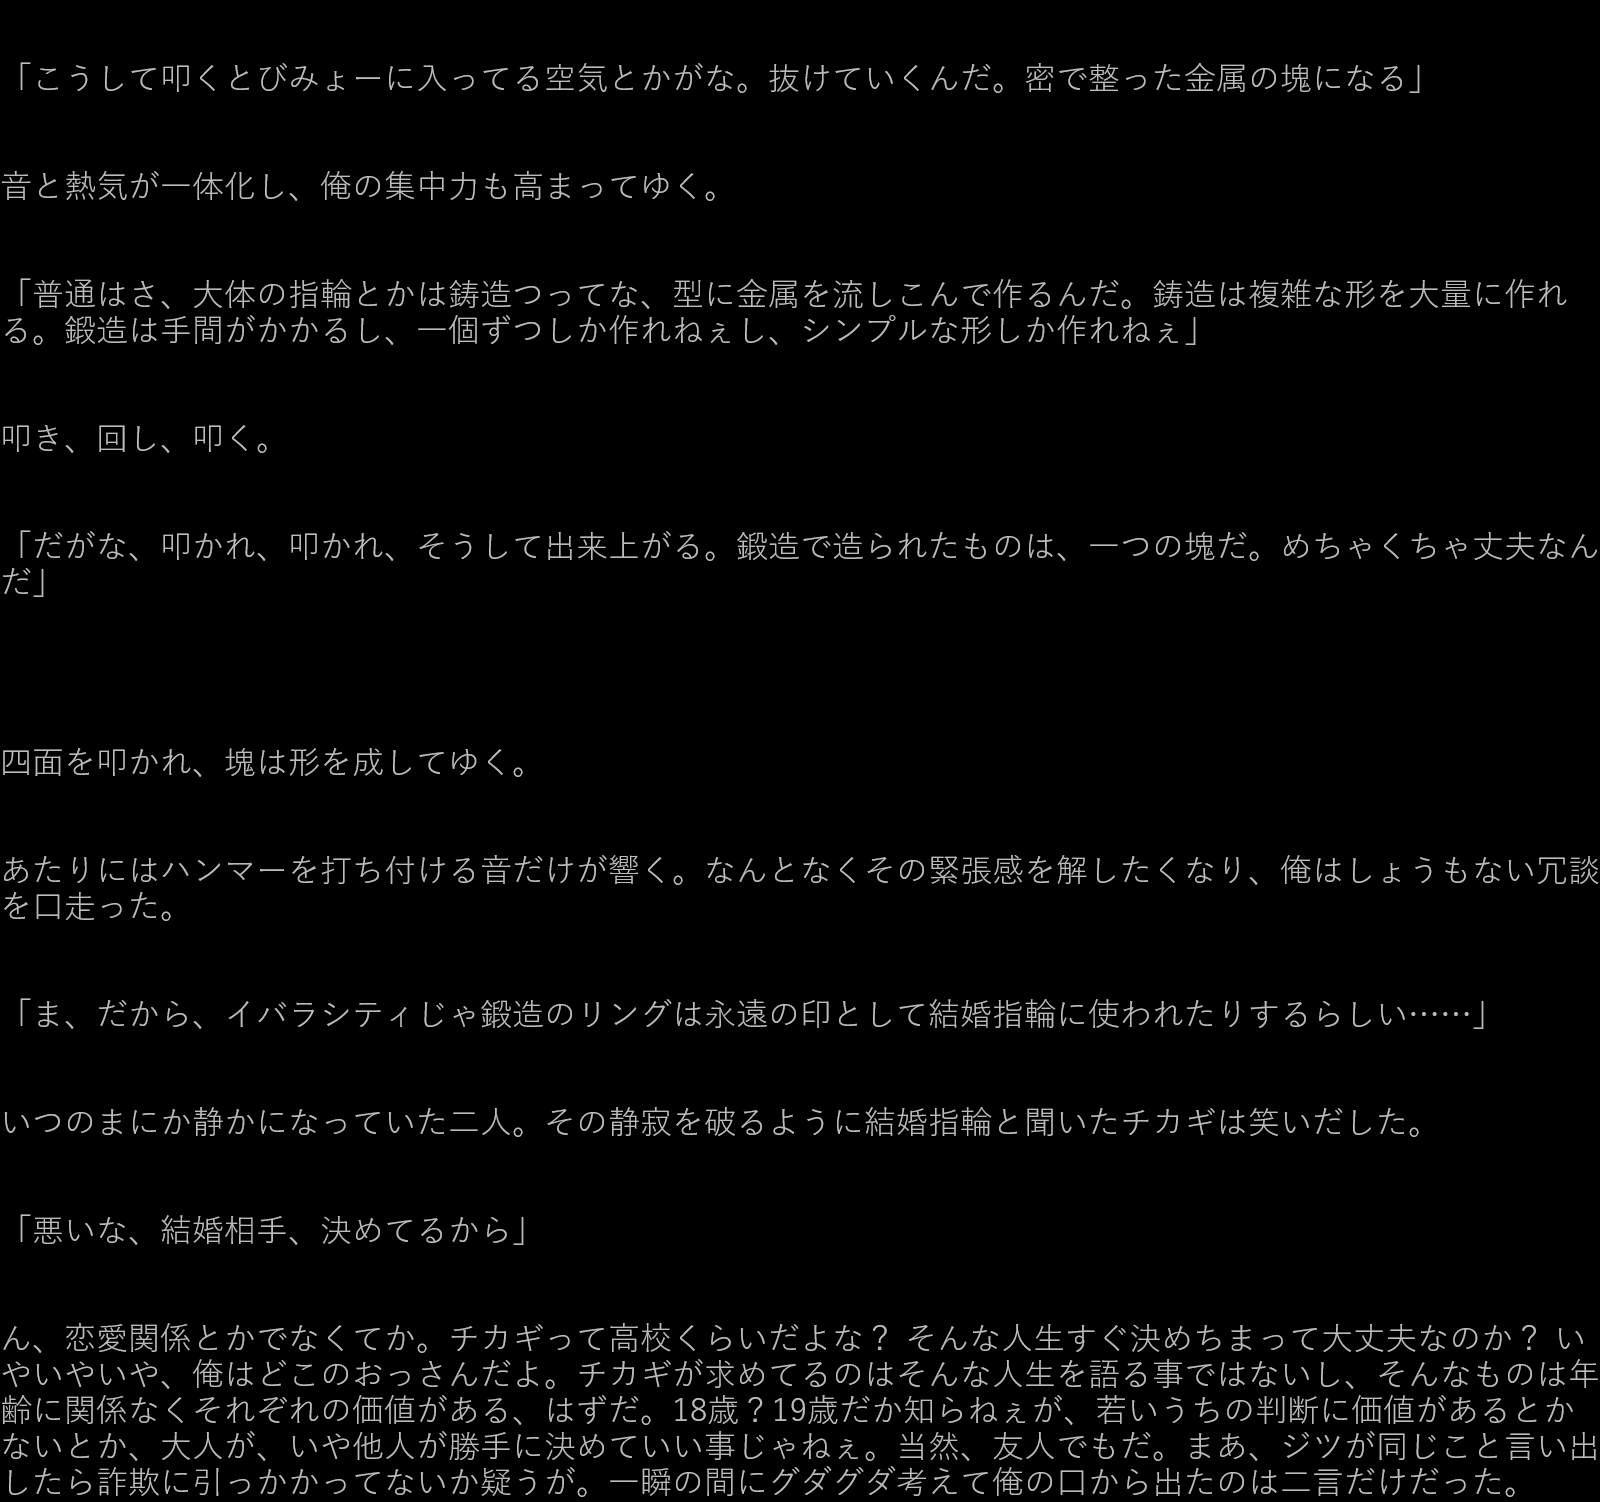 「こうして叩くとびみょーに入ってる空気とかがな。抜けていくんだ。密で整った金属の塊になる」
音と熱気が一体化し、俺の集中力も高まってゆく。
「普通はさ、大体の指輪とかは鋳造つってな、型に金属を流しこんで作るんだ。鋳造は複雑な形を大量に作れ
る。鍛造は手間がかかるし、一個ずつしか作れねぇし、シンプルな形しか作れねぇ」
叩き、回し、叩く。
「だがな、叩かれ、叩かれ、そうして出来上がる。鍛造で造られたものは、一つの塊だ。めちゃくちゃ丈夫なん
だ」
四面を叩かれ、塊は形を成してゆく。
あたりにはハンマーを打ち付ける音だけが響く。なんとなくその緊張感を解したくなり、俺はしょうもない冗談
を口走った。
「ま、だから、イバラシティじゃ鍛造のリングは永遠の印として結婚指輪に使われたりするらしい……」
いつのまにか静かになっていた二人。その静寂を破るように結婚指輪と聞いたチカギは笑いだした。
「悪いな、結婚相手、決めてるから」
ん、恋愛関係とかでなくてか。チカギって高校くらいだよな？ そんな人生すぐ決めちまって大丈夫なのか？ い
やいやいや、俺はどこのおっさんだよ。チカギが求めてるのはそんな人生を語る事ではないし、そんなものは年
齢に関係なくそれぞれの価値がある、はずだ。18歳？19歳だか知らねぇが、若いうちの判断に価値があるとか
ないとか、大人が、いや他人が勝手に決めていい事じゃねぇ。当然、友人でもだ。まあ、ジツが同じこと言い出
したら詐欺に引っかかってないか疑うが。一瞬の間にグダグダ考えて俺の口から出たのは二言だけだった。